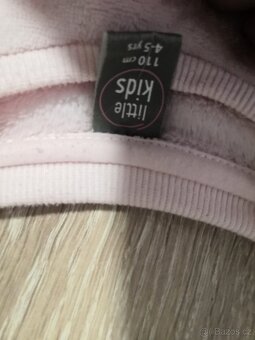 little
kids
110 cm
4-5 yrs
Bazoš.cz